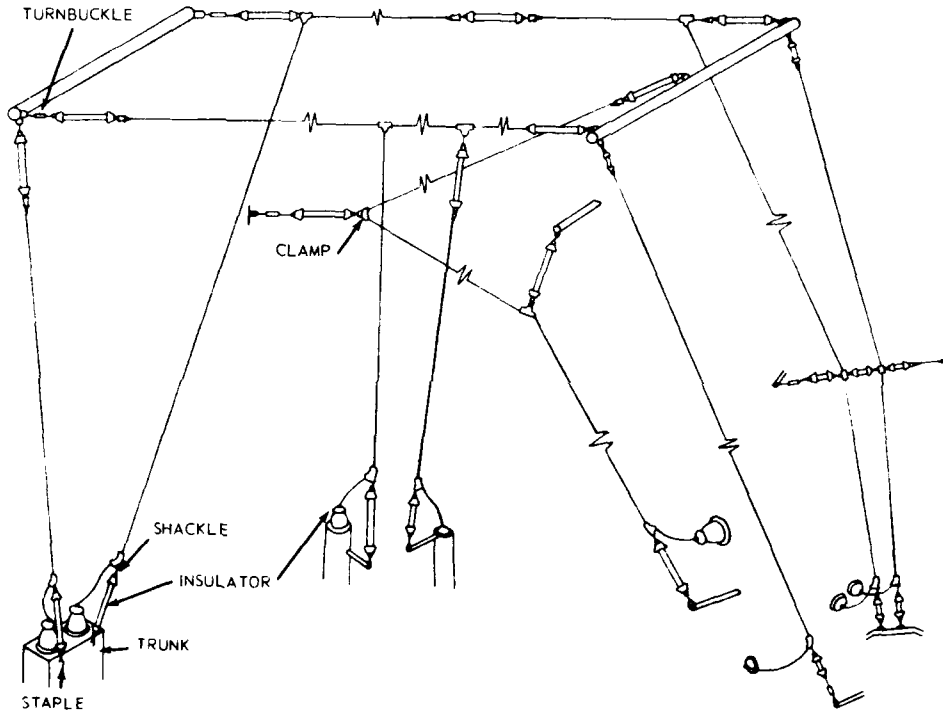 TURNBUCKLE
CLAMP
SHACKLE
INSULATOR
TRUNK
STAPLE